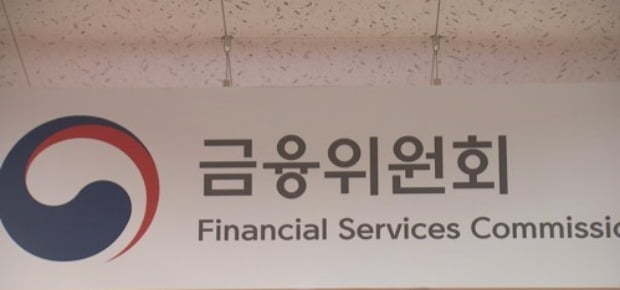 금융위원회
Financial Services Commissio